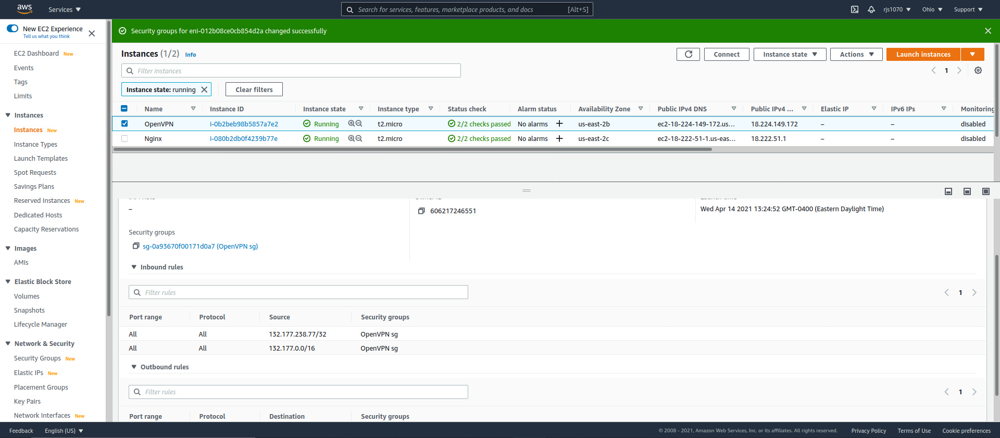 aws Services Search for services, features, marketplace products, and docs [Alt+S] rjs1070 Ohio Support
New EC2 Experience
Tell us what you think
EC2 Dashboard New
Events
Tags
Limits
Instances
Instances New
Instance Types
Launch Templates
Spot Requests
Savings Plans
Reserved Instances New
Dedicated Hosts
Capacity Reservations
Images
AMIs
Elastic Block Store
Volumes
Snapshots
Lifecycle Manager
Network & Security
Security Groups New
Elastic IPs New
Placement Groups
Key Pairs
Network Interfaces New
Security groups for eni-012b08ce0cb854d2a changed successfully
Instances (1/2) Info Connect Instance state Actions Launch instances
Filter instances 1
Instance state: running Clear filters
Name Instance ID Instance state Instance type Status check Alarm status Availability Zone Public IPv4 DNS Public IPv4 ... Elastic IP IPv6 IPs Monitoring
OpenVPN i-0b2beb98b5857a7e2 Running t2.micro 2/2 checks passed No alarms + us-east-2b ec2-18-224-149-172.us... 18.224.149.172 – – disabled
Nginx i-080b2db0f4239b77e Running t2.micro 2/2 checks passed No alarms + us-east-2c ec2-18-222-51-1.us-eas... 18.222.51.1 – – disabled
– 606217246551 Wed Apr 14 2021 13:24:52 GMT-0400 (Eastern Daylight Time)
Security groups
sg-0a93670f00171d0a7 (OpenVPN sg)
Inbound rules
Filter rules 1
Port range Protocol Source Security groups
All All 132.177.238.77/32 OpenVPN sg
All All 132.177.0.0/16 OpenVPN sg
Outbound rules
Filter rules 1
Port range Protocol Destination Security groups
Feedback English (US) © 2008 - 2021, Amazon Web Services, Inc. or its affiliates. All rights reserved. Privacy Policy Terms of Use Cookie preferences